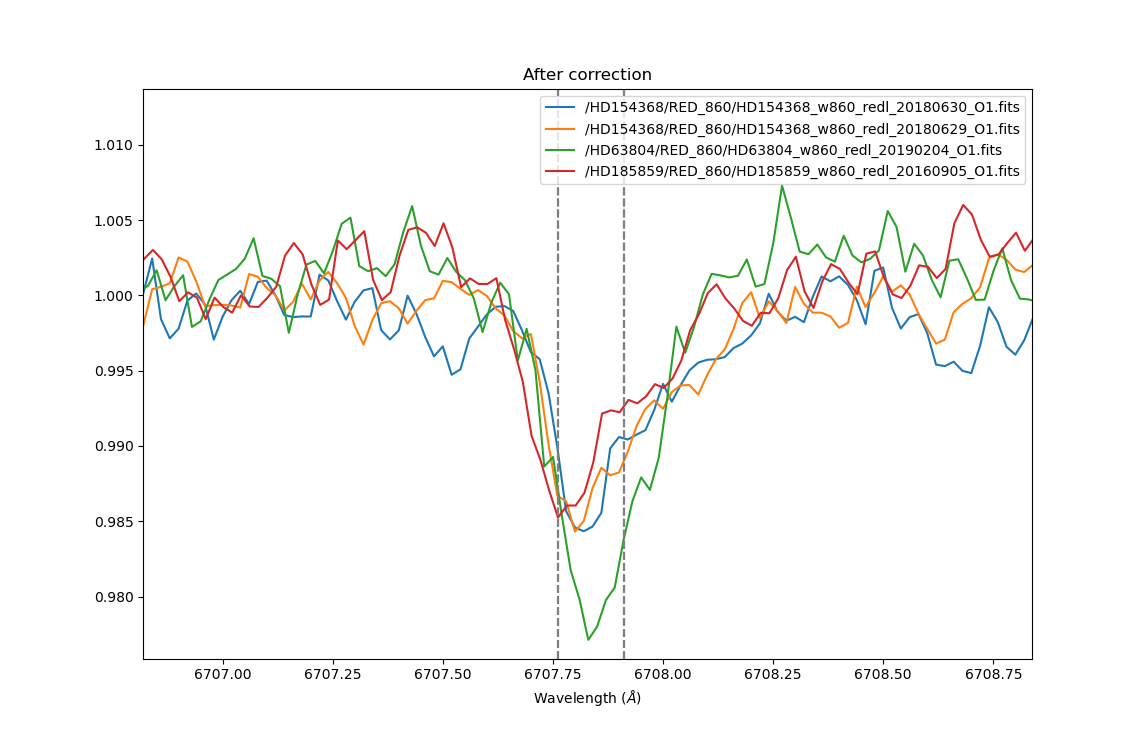 After correction
/HD154368/RED_860/HD154368_w860_redl_20180630_O1.fits
/HD154368/RED_860/HD154368_w860_redl_20180629_O1.fits
/HD63804/RED_860/HD63804_w860_redl_20190204_O1.fits
/HD185859/RED_860/HD185859_w860_redl_20160905_O1.fits
1.010
1.005
1.000
0.995
0.990
0.985
0.980
6707.00 6707.25 6707.50 6707.75 6708.00 6708.25 6708.50 6708.75
Wavelength (Å)